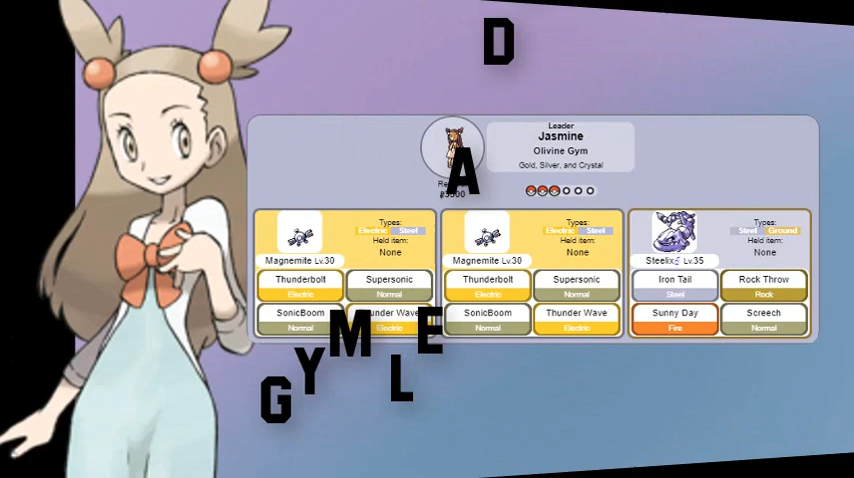 D
Leader
Jasmine
Olivine Gym
Gold, Silver, and Crystal
A
Types:
Electric Steel
Held item:
None
Magnemite Lv.30
Thunderbolt
Electric
Supersonic
Normal
SonicBoom
Normal
Thunder Wave
Electric
Types:
Electric Steel
Held item:
None
Magnemite Lv.30
Thunderbolt
Electric
Supersonic
Normal
SonicBoom
Normal
Thunder Wave
Electric
Types:
Steel Ground
Held item:
None
Steelix♂ Lv.35
Iron Tail
Steel
Rock Throw
Rock
Sunny Day
Fire
Screech
Normal
G Y M L E